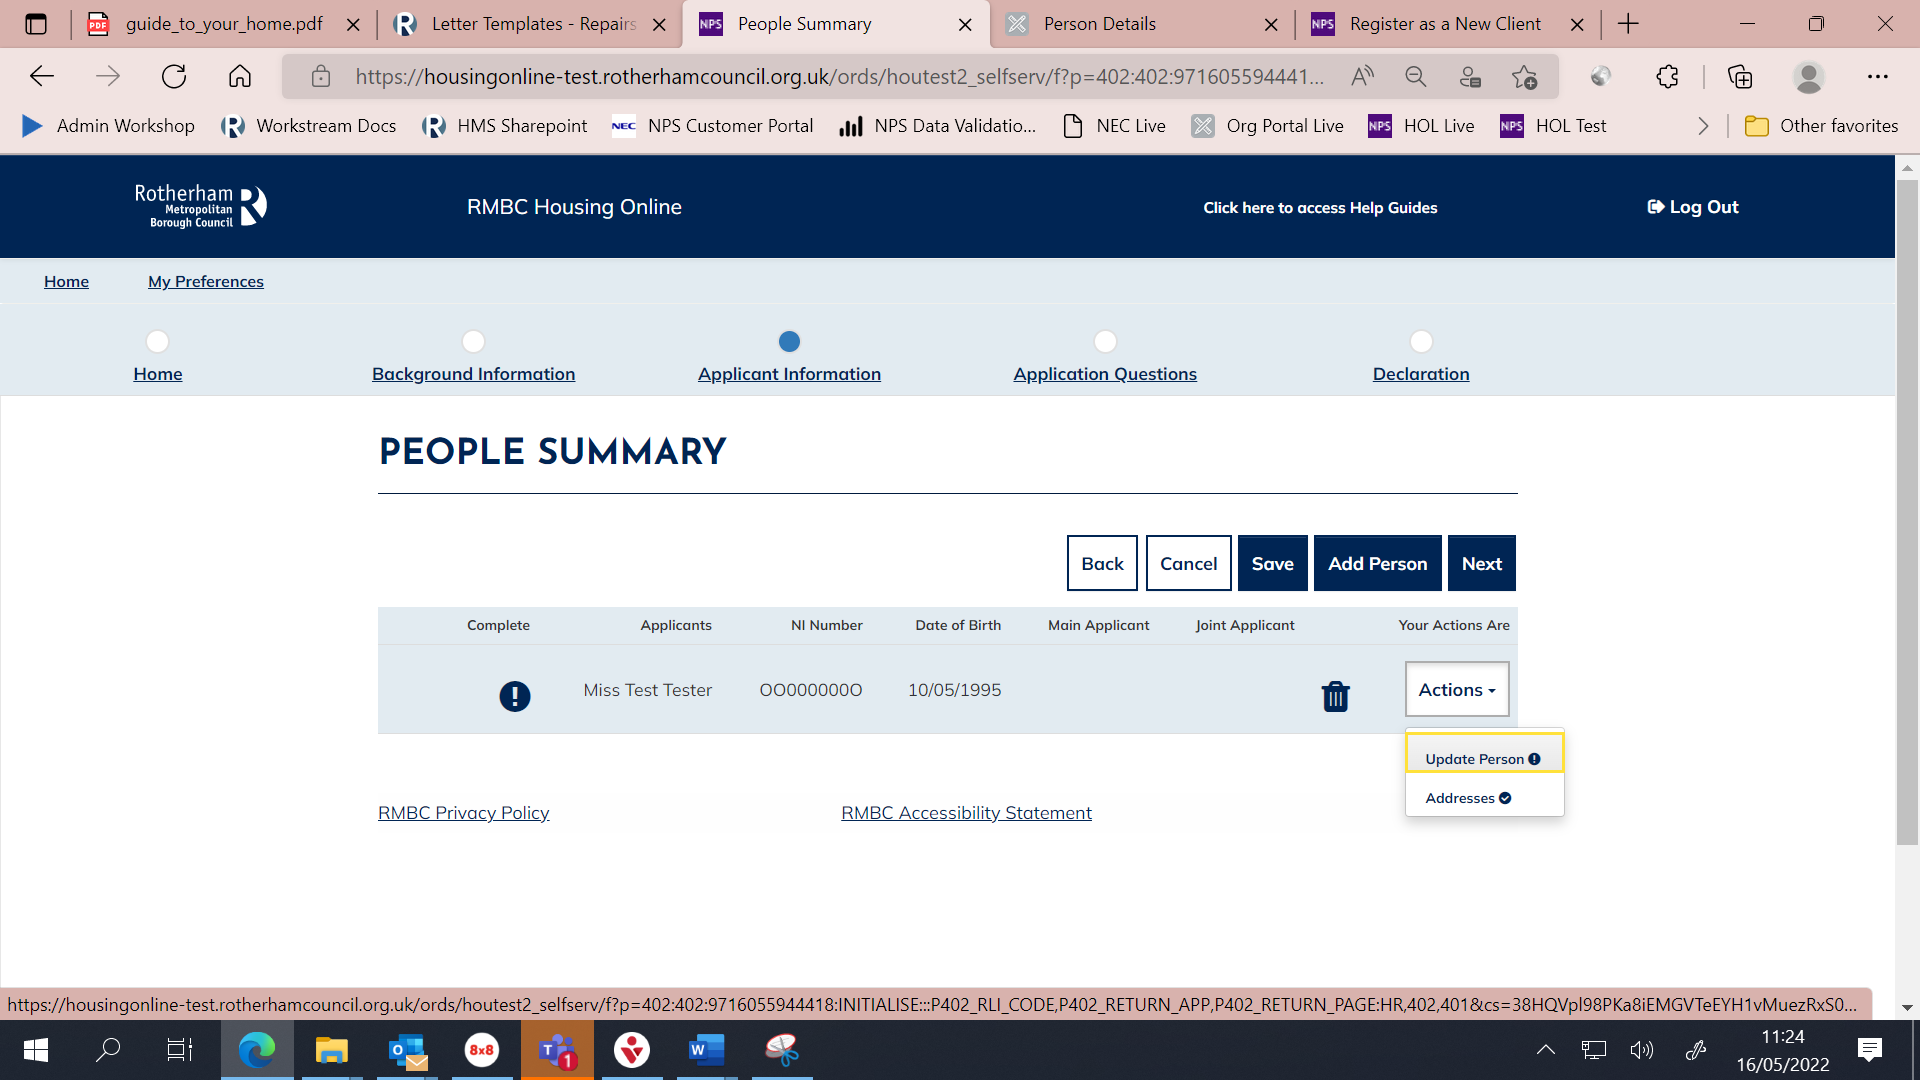 guide_to_your_home.pdf
Letter Templates - Repairs
NPS People Summary
Person Details
NPS Register as a New Client
https://housingonline-test.rotherhamcouncil.org.uk/ords/houtest2_selfserv/f?p=402:402:971605594441...
Admin Workshop
Workstream Docs
HMS Sharepoint
NEC NPS Customer Portal
NPS Data Validatio...
NEC Live
Org Portal Live
NPS HOL Live
NPS HOL Test
Other favorites
Rotherham
Metropolitan
Borough Council
RMBC Housing Online
Click here to access Help Guides
Log Out
Home
My Preferences
Home
Background Information
Applicant Information
Application Questions
Declaration
PEOPLE SUMMARY
Back
Cancel
Save
Add Person
Next
Complete
Applicants
NI Number
Date of Birth
Main Applicant
Joint Applicant
Your Actions Are
Miss Test Tester
OO000000O
10/05/1995
Actions
Update Person
Addresses
RMBC Privacy Policy
RMBC Accessibility Statement
https://housingonline-test.rotherhamcouncil.org.uk/ords/houtest2_selfserv/f?p=402:402:9716055944418:INITIALISE:::P402_RLI_CODE,P402_RETURN_APP,P402_RETURN_PAGE:HR,402,401&cs=38HQVpl98PKa8iEMGVTeEYH1vMuezRxS0...
8x8
1
11:24
16/05/2022